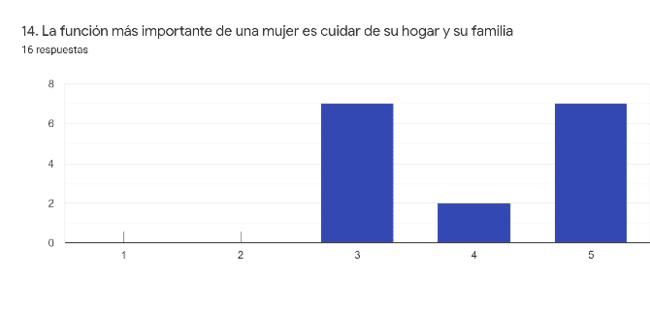 14. La función más importante de una mujer es cuidar de su hogar y su familia
16 respuestas
8
6
4
2
0
1 2 3 4 5